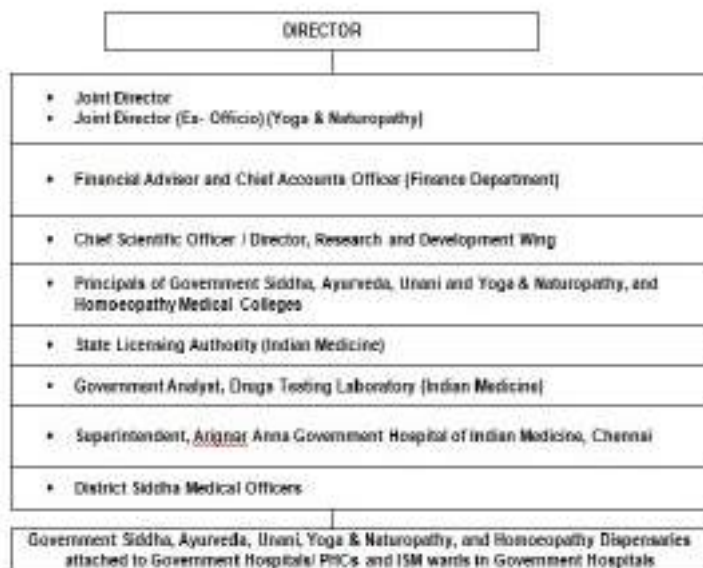 DIRECTOR
• Joint Director
• Joint Director (Ex- Officio) (Yoga & Naturopathy)
• Financial Advisor and Chief Accounts Officer (Finance Department)
• Chief Scientific Officer / Director, Research and Development Wing
• Principals of Government Siddha, Ayurveda, Unani and Yoga & Naturopathy, and
Homoeopathy Medical Colleges
• State Licensing Authority (Indian Medicine)
• Government Analyst, Drugs Testing Laboratory (Indian Medicine)
• Superintendent, Arignar Anna Government Hospital of Indian Medicine, Chennai
• District Siddha Medical Officers
Government Siddha, Ayurveda, Unani, Yoga & Naturopathy, and Homoeopathy Dispensaries
attached to Government Hospitals/ PHCs and ISM wards in Government Hospitals